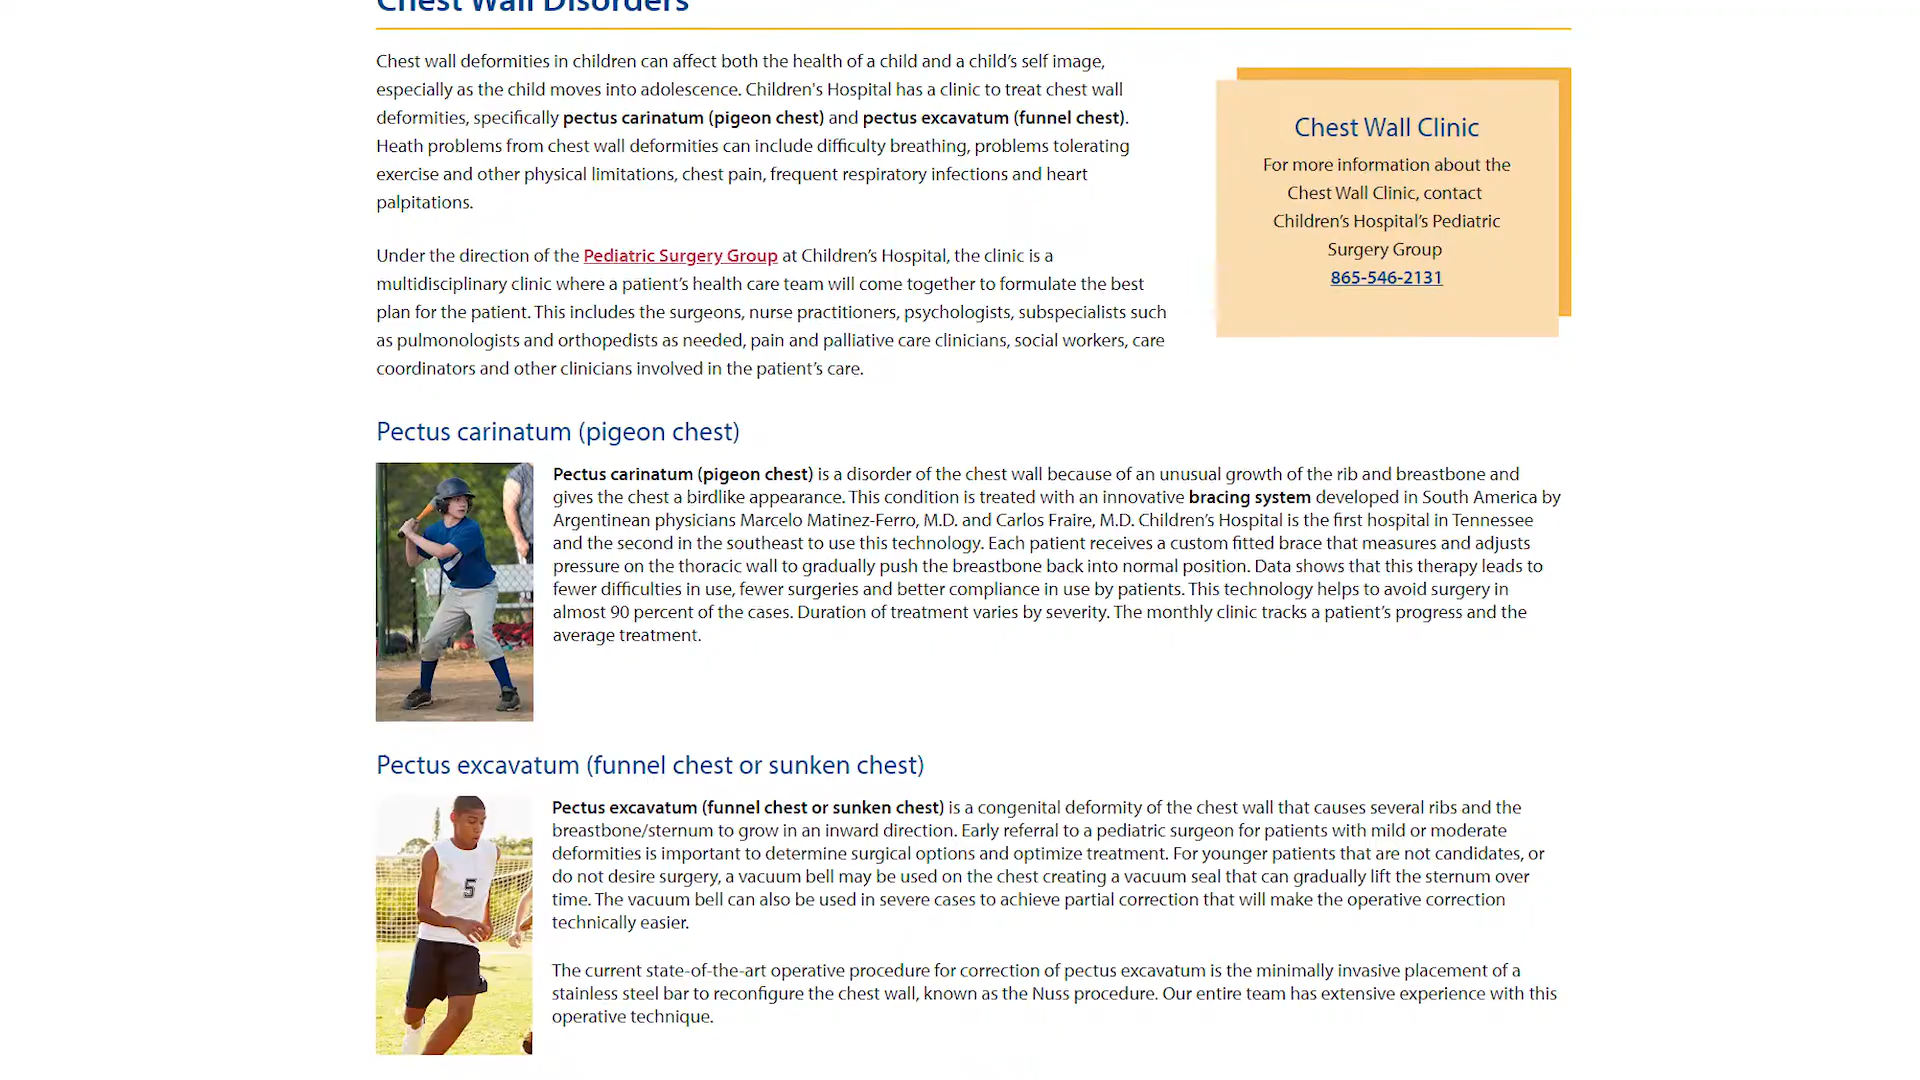 Chest Wall Disorders
Chest wall deformities in children can affect both the health of a child and a child's self image,
especially as the child moves into adolescence. Children's Hospital has a clinic to treat chest wall
deformities, specifically pectus carinatum (pigeon chest) and pectus excavatum (funnel chest).
Heath problems from chest wall deformities can include difficulty breathing, problems tolerating
exercise and other physical limitations, chest pain, frequent respiratory infections and heart
palpitations.
Under the direction of the Pediatric Surgery Group at Children's Hospital, the clinic is a
multidisciplinary clinic where a patient's health care team will come together to formulate the best
plan for the patient. This includes the surgeons, nurse practitioners, psychologists, subspecialists such
as pulmonologists and orthopedists as needed, pain and palliative care clinicians, social workers, care
coordinators and other clinicians involved in the patient's care.
Chest Wall Clinic
For more information about the
Chest Wall Clinic, contact
Children's Hospital's Pediatric
Surgery Group
865-546-2131
Pectus carinatum (pigeon chest)
Pectus carinatum (pigeon chest) is a disorder of the chest wall because of an unusual growth of the rib and breastbone and
gives the chest a birdlike appearance. This condition is treated with an innovative bracing system developed in South America by
Argentinean physicians Marcelo Matinez-Ferro, M.D. and Carlos Fraire, M.D. Children's Hospital is the first hospital in Tennessee
and the second in the southeast to use this technology. Each patient receives a custom fitted brace that measures and adjusts
pressure on the thoracic wall to gradually push the breastbone back into normal position. Data shows that this therapy leads to
fewer difficulties in use, fewer surgeries and better compliance in use by patients. This technology helps to avoid surgery in
almost 90 percent of the cases. Duration of treatment varies by severity. The monthly clinic tracks a patient's progress and the
average treatment.
Pectus excavatum (funnel chest or sunken chest)
Pectus excavatum (funnel chest or sunken chest) is a congenital deformity of the chest wall that causes several ribs and the
breastbone/sternum to grow in an inward direction. Early referral to a pediatric surgeon for patients with mild or moderate
deformities is important to determine surgical options and optimize treatment. For younger patients that are not candidates, or
do not desire surgery, a vacuum bell may be used on the chest creating a vacuum seal that can gradually lift the sternum over
time. The vacuum bell can also be used in severe cases to achieve partial correction that will make the operative correction
technically easier.
5
The current state-of-the-art operative procedure for correction of pectus excavatum is the minimally invasive placement of a
stainless steel bar to reconfigure the chest wall, known as the Nuss procedure. Our entire team has extensive experience with this
operative technique.